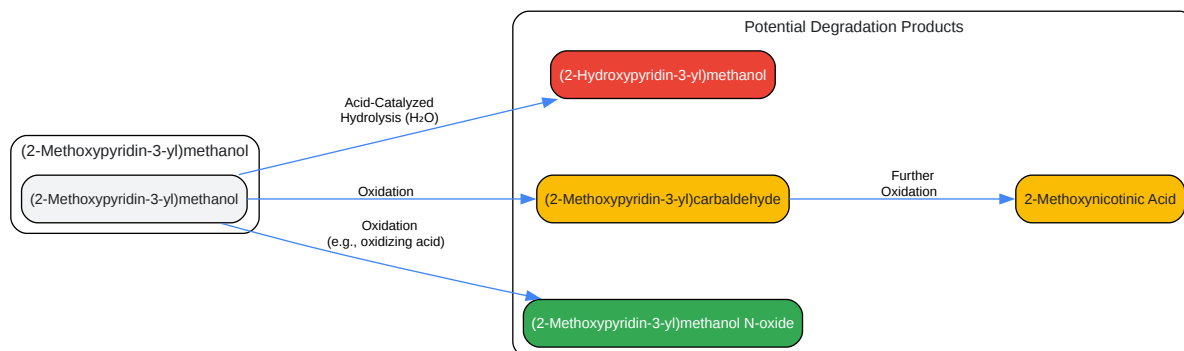 Potential Degradation Products
(2-Hydroxypyridin-3-yl)methanol
Acid-Catalyzed
Hydrolysis (H₂O)
(2-Methoxypyridin-3-yl)methanol
(2-Methoxypyridin-3-yl)methanol
Oxidation
(2-Methoxypyridin-3-yl)carbaldehyde
Further
Oxidation
2-Methoxynicotinic Acid
Oxidation
(e.g., oxidizing acid)
(2-Methoxypyridin-3-yl)methanol N-oxide